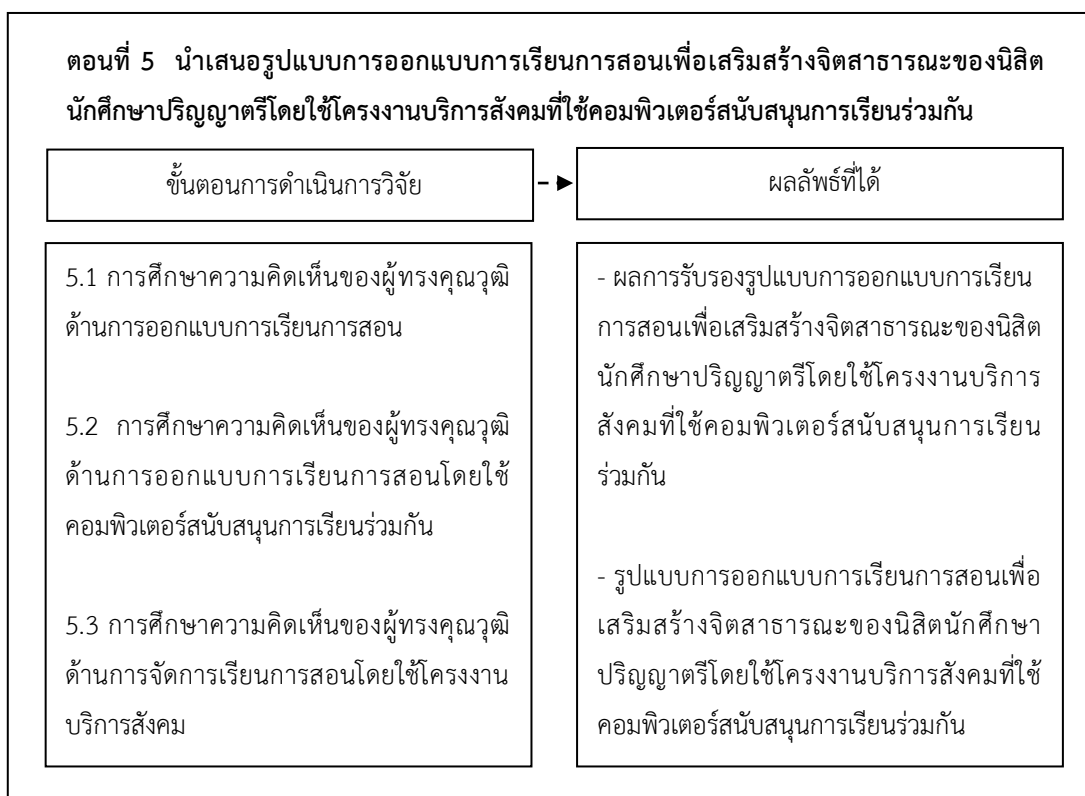 ตอนที่ 5 นำเสนอรูปแบบการออกแบบการเรียนการสอนเพื่อเสริมสร้างจิตสาธารณะของนิสิต
นักศึกษาปริญญาตรีโดยใช้โครงงานบริการสังคมที่ใช้คอมพิวเตอร์สนับสนุนการเรียนร่วมกัน
ขั้นตอนการดำเนินการวิจัย
ผลลัพธ์ที่ได้
5.1 การศึกษาความคิดเห็นของผู้ทรงคุณวุฒิ
ด้านการออกแบบการเรียนการสอน
5.2 การศึกษาความคิดเห็นของผู้ทรงคุณวุฒิ
ด้านการออกแบบการเรียนการสอนโดยใช้
คอมพิวเตอร์สนับสนุนการเรียนร่วมกัน
5.3 การศึกษาความคิดเห็นของผู้ทรงคุณวุฒิ
ด้านการจัดการเรียนการสอนโดยใช้โครงงาน
บริการสังคม
- ผลการรับรองรูปแบบการออกแบบการเรียน
การสอนเพื่อเสริมสร้างจิตสาธารณะของนิสิต
นักศึกษาปริญญาตรีโดยใช้โครงงานบริการ
สังคมที่ใช้คอมพิวเตอร์สนับสนุนการเรียน
ร่วมกัน
- รูปแบบการออกแบบการเรียนการสอนเพื่อ
เสริมสร้างจิตสาธารณะของนิสิตนักศึกษา
ปริญญาตรีโดยใช้โครงงานบริการสังคมที่ใช้
คอมพิวเตอร์สนับสนุนการเรียนร่วมกัน